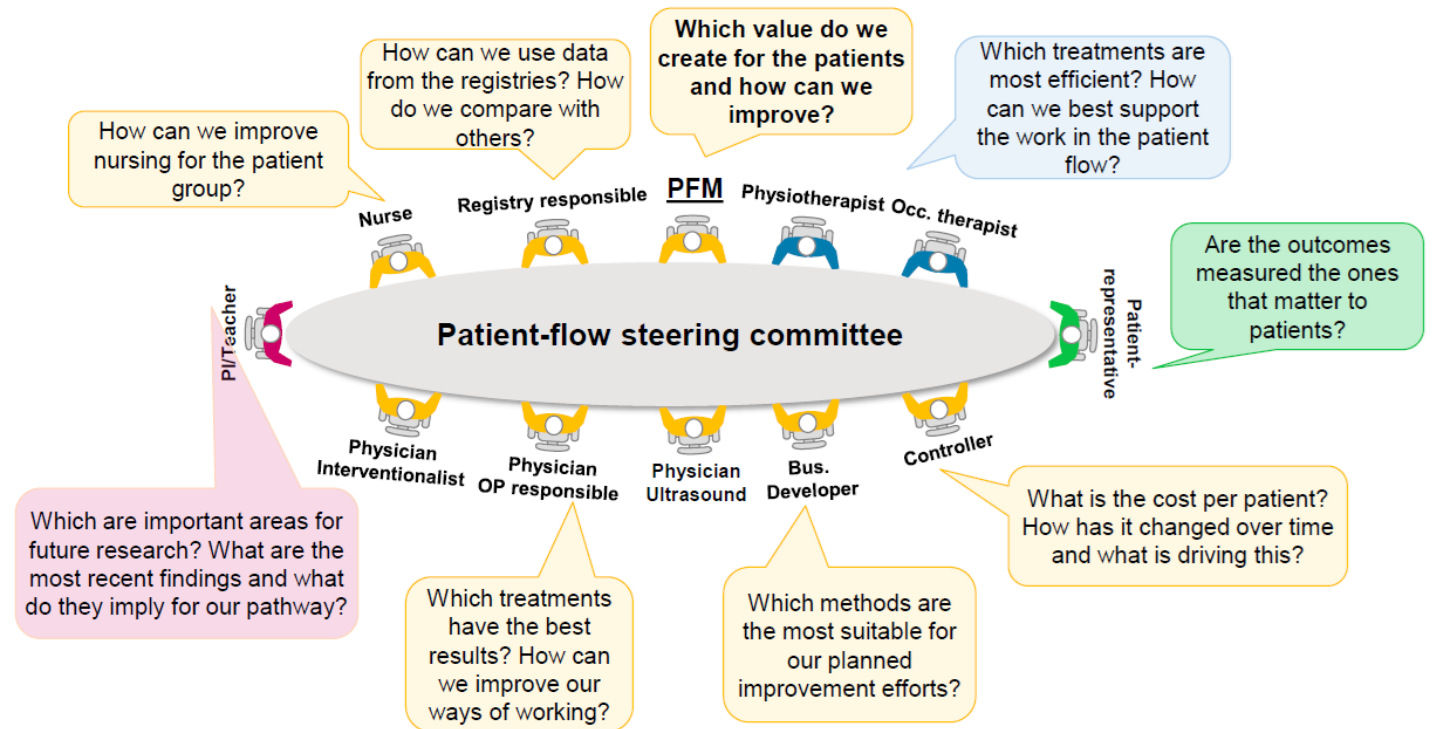 Which value do we
create for the patients
and how can we
improve?
How can we use data
from the registries? How
do we compare with
others?
Which treatments are
most efficient? How
can we best support
the work in the patient
flow?
How can we improve
nursing for the patient
group?
Nurse
Registry responsible
PFM
Physiotherapist
Occ. therapist
Are the outcomes
measured the ones
that matter to
patients?
PI/Teacher
Patient-flow steering committee
Patient-
representative
Physician
Interventionalist
Physician
OP responsible
Physician
Ultrasound
Bus.
Developer
Controller
Which are important areas for
future research? What are the
most recent findings and what
do they imply for our pathway?
Which treatments
have the best
results? How can
we improve our
ways of working?
Which methods are
the most suitable for
our planned
improvement efforts?
What is the cost per patient?
How has it changed over time
and what is driving this?